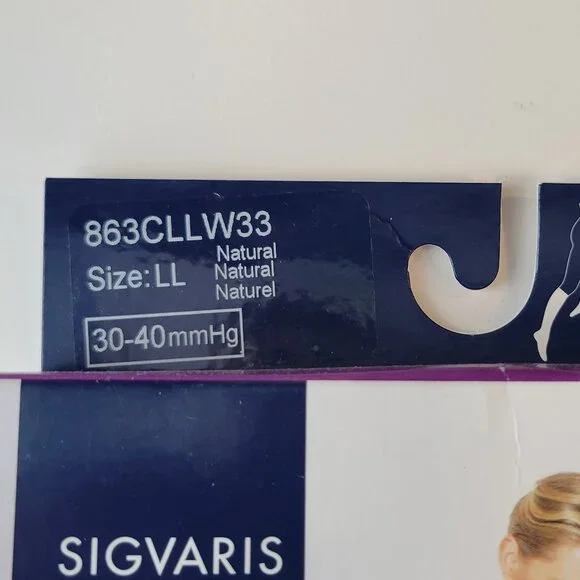 863CLLW33
Natural
Size: LL Natural
Naturel
30-40mmHg
SIGVARIS